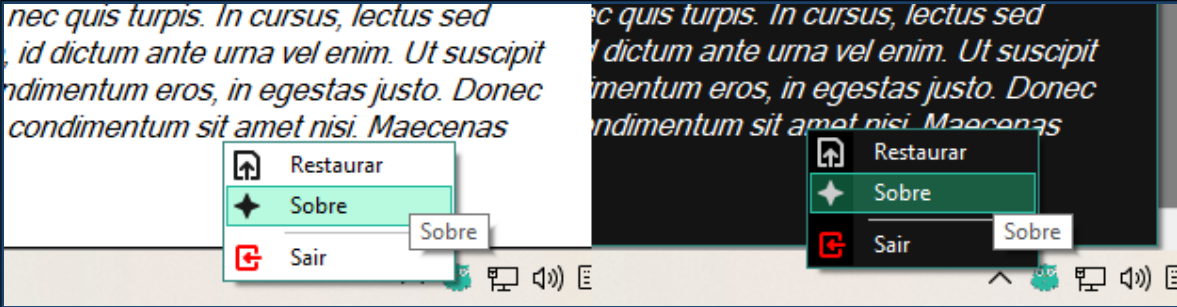 nec quis turpis. In cursus, lectus sed
, id dictum ante urna vel enim. Ut suscipit
ndimentum eros, in egestas justo. Donec
condimentum sit amet nisi. Maecenas
Restaurar
Sobre
Sobre
Sair
ec quis turpis. In cursus, lectus sed
dictum ante urna vel enim. Ut suscipit
imentum eros, in egestas justo. Donec
ndimentum sit amet nisi. Maecenas
Restaurar
Sobre
Sobre
Sair